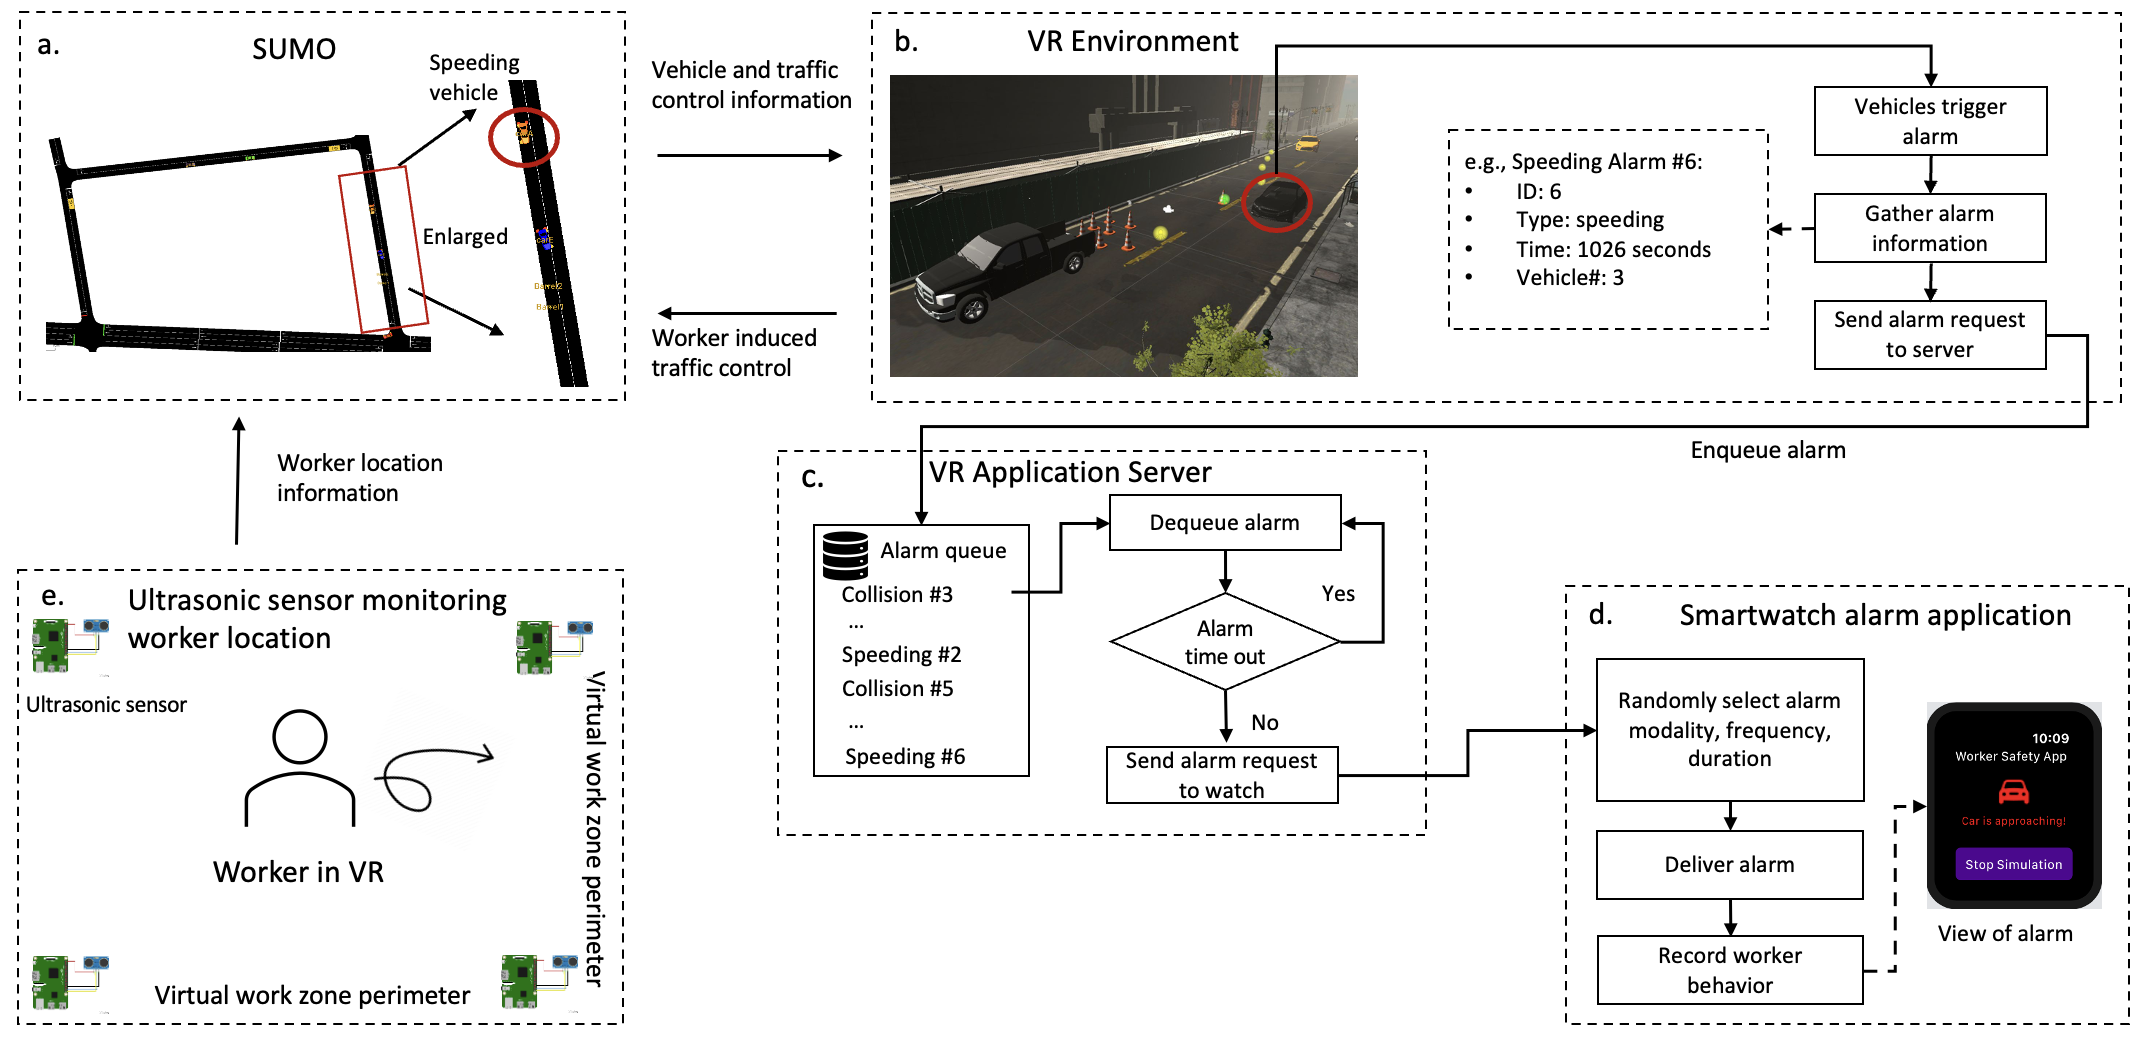 a.
SUMO
Speeding
vehicle
Enlarged
carE
Barrel2
Vehicle and traffic
control information
Worker induced
traffic control
b.
VR Environment
Vehicles trigger
alarm
Gather alarm
information
Send alarm request
to server
e.g., Speeding Alarm #6:
• ID: 6
• Type: speeding
• Time: 1026 seconds
• Vehicle#: 3
Enqueue alarm
Worker location
information
c.
VR Application Server
Alarm queue
Collision #3
...
Speeding #2
Collision #5
...
Speeding #6
Dequeue alarm
Alarm
time out
Yes
No
Send alarm request
to watch
d.
Smartwatch alarm application
Randomly select alarm
modality, frequency,
duration
Deliver alarm
Record worker
behavior
10:09
Worker Safety App
Car is approaching!
Stop Simulation
View of alarm
e.
Ultrasonic sensor monitoring
worker location
Ultrasonic sensor
Worker in VR
Virtual work zone perimeter
Virtual work zone perimeter